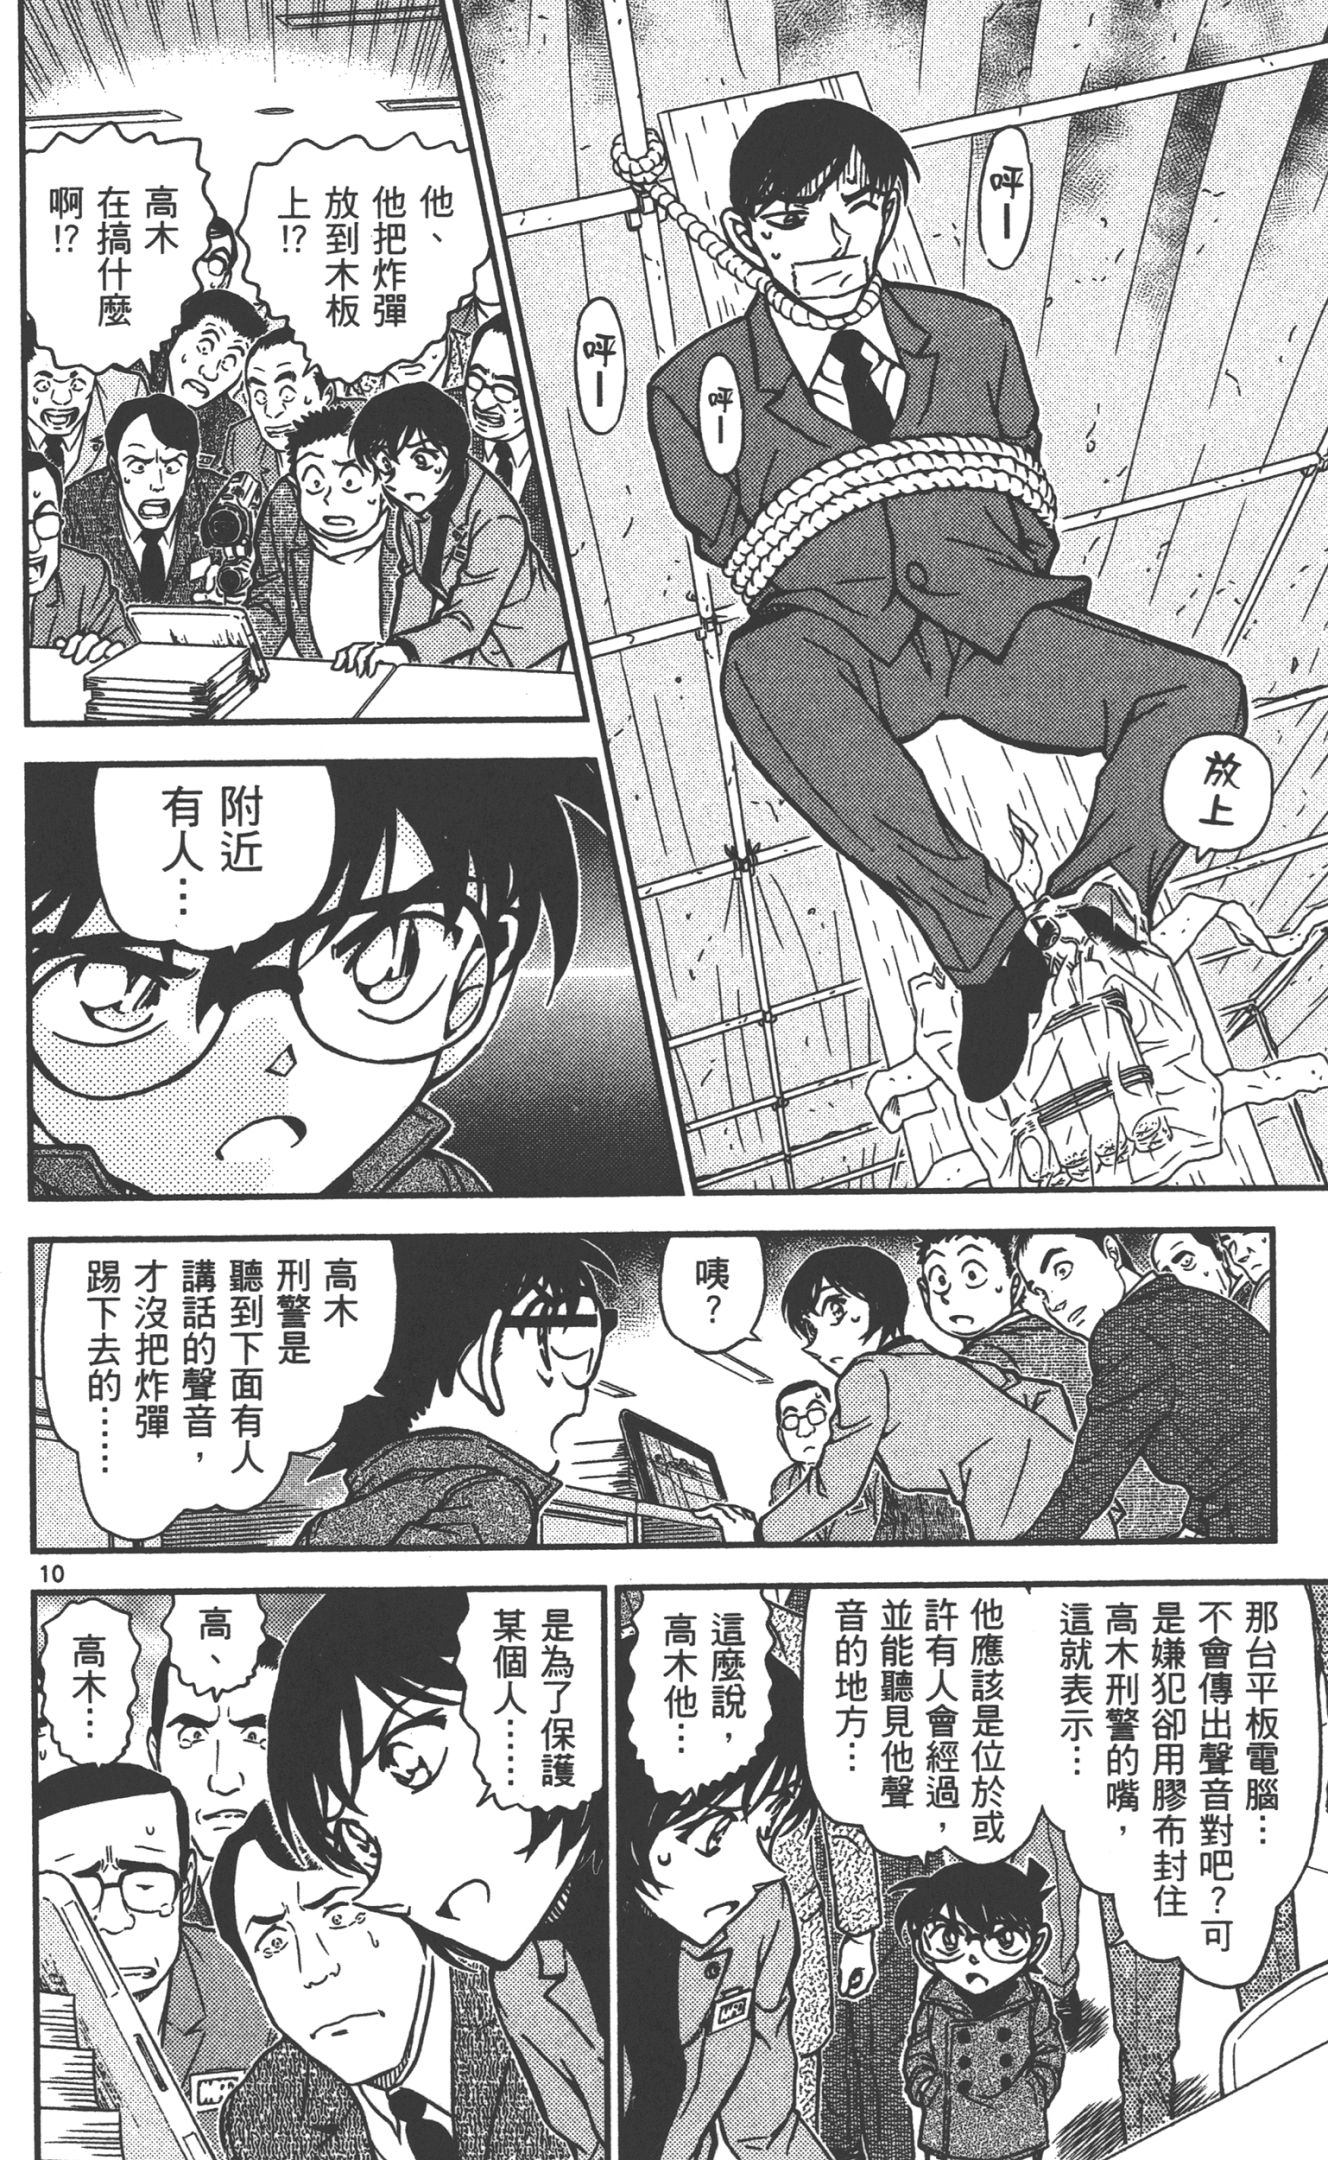 呼—
呼—
呼—
放上
他、
他把炸彈
放到木板
上!?
高木
在搞什麼
啊!?
附近
有人…
咦?
高木
刑警是
聽到下面有人
講話的聲音，
才沒把炸彈
踢下去的……
那台平板電腦…
不會傳出聲音對吧?可
是嫌犯卻用膠布封住
高木刑警的嘴，
這就表示…
他應該是位於或
許有人會經過，
並能聽見他聲
音的地方…
這麼說，
高木他…
是為了保護
某個人……
高、
高木…
10